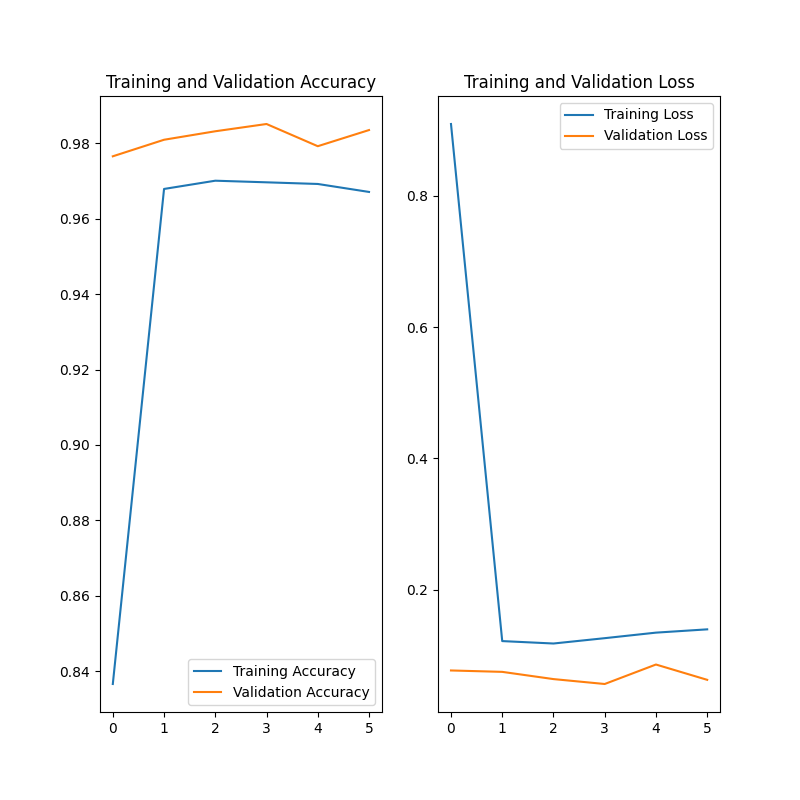 Training and Validation Accuracy
0.98
0.96
0.94
0.92
0.90
0.88
0.86
0.84
0 1 2 3 4 5
Training Accuracy
Validation Accuracy
Training and Validation Loss
0.8
0.6
0.4
0.2
0 1 2 3 4 5
Training Loss
Validation Loss